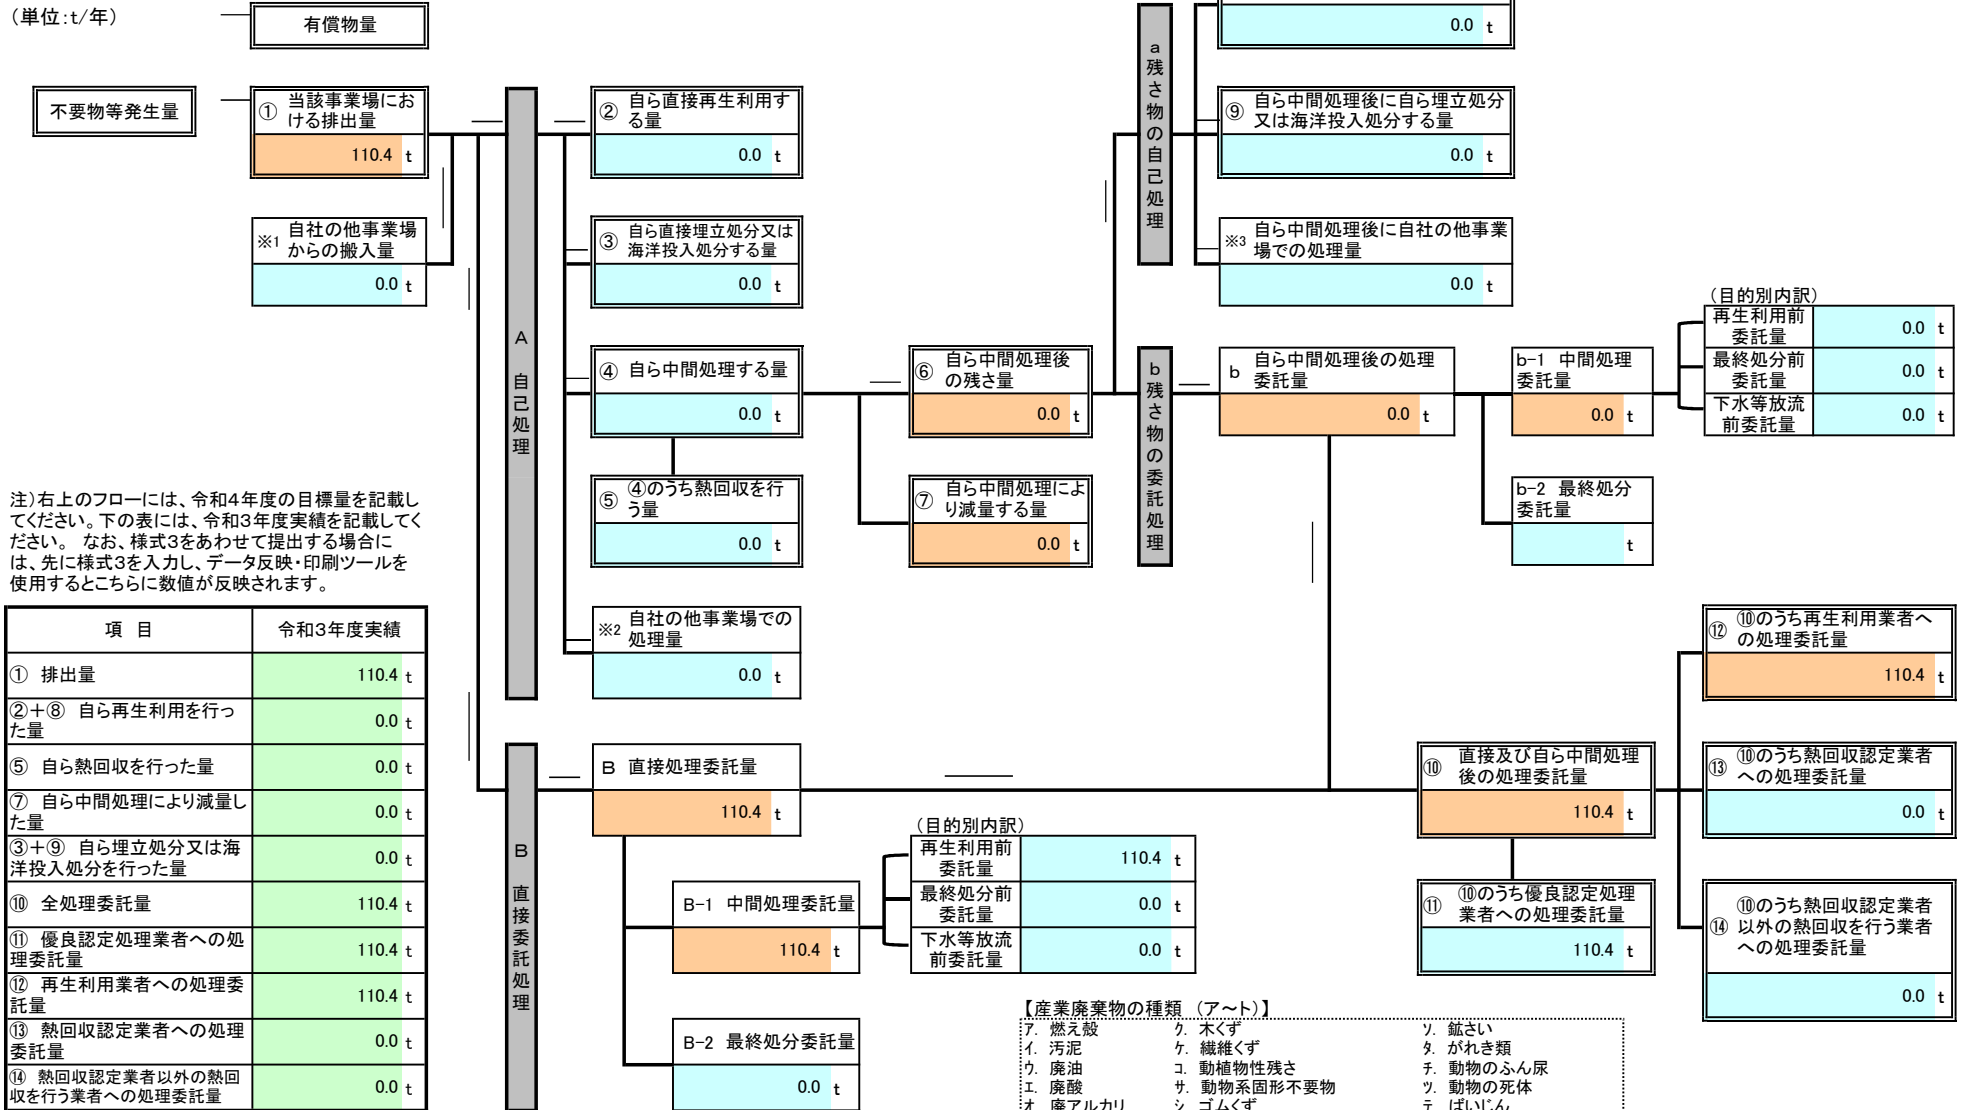 （単位:t/年）
有償物量
0.0 t
不要物等発生量
① 当該事業場にお
ける排出量
110.4 t
※1 自社の他事業場
からの搬入量
0.0 t
A 自己処理
② 自ら直接再生利用す
る量
0.0 t
③ 自ら直接埋立処分又は
海洋投入処分する量
0.0 t
④ 自ら中間処理する量
0.0 t
⑤ ④のうち熱回収を行
う量
0.0 t
※2 自社の他事業場での
処理量
0.0 t
⑥ 自ら中間処理後
の残さ量
0.0 t
⑦ 自ら中間処理によ
り減量する量
0.0 t
a 残さ物の自己処理
⑨ 自ら中間処理後に自ら埋立処分
又は海洋投入処分する量
0.0 t
※3 自ら中間処理後に自社の他事業
場での処理量
0.0 t
b 残さ物の委託処理
b 自ら中間処理後の処理
委託量
0.0 t
b-1 中間処理
委託量
0.0 t
（目的別内訳）
再生利用前
委託量
0.0 t
最終処分前
委託量
0.0 t
下水等放流
前委託量
0.0 t
b-2 最終処分
委託量
t
注）右上のフローには、令和4年度の目標量を記載し
てください。下の表には、令和3年度実績を記載してく
ださい。 なお、様式3をあわせて提出する場合に
は、先に様式3を入力し、データ反映・印刷ツールを
使用するとこちらに数値が反映されます。
項 目 令和3年度実績
① 排出量 110.4 t
②＋⑧ 自ら再生利用を行っ
た量
0.0 t
⑤ 自ら熱回収を行った量 0.0 t
⑦ 自ら中間処理により減量し
た量
0.0 t
③＋⑨ 自ら埋立処分又は海
洋投入処分を行った量
0.0 t
⑩ 全処理委託量 110.4 t
⑪ 優良認定処理業者への処
理委託量
110.4 t
⑫ 再生利用業者への処理委
託量
110.4 t
⑬ 熱回収認定業者への処理
委託量
0.0 t
⑭ 熱回収認定業者以外の熱回
収を行う業者への処理委託量
0.0 t
B 直接委託処理
B 直接処理委託量
110.4 t
B-1 中間処理委託量
110.4 t
（目的別内訳）
再生利用前
委託量
110.4 t
最終処分前
委託量
0.0 t
下水等放流
前委託量
0.0 t
B-2 最終処分委託量
0.0 t
⑩ 直接及び自ら中間処理
後の処理委託量
110.4 t
⑪ ⑩のうち優良認定処理
業者への処理委託量
110.4 t
⑫ ⑩のうち再生利用業者へ
の処理委託量
110.4 t
⑬ ⑩のうち熱回収認定業者
への処理委託量
0.0 t
⑭ ⑩のうち熱回収認定業者
以外の熱回収を行う業者
への処理委託量
0.0 t
【産業廃棄物の種類 （ア～ト）】
ｱ. 燃え殻 ｸ. 木くず ｿ. 鉱さい
ｲ. 汚泥 ｹ. 繊維くず ﾀ. がれき類
ｳ. 廃油 ｺ. 動植物性残さ ﾁ. 動物のふん尿
ｴ. 廃酸 ｻ. 動物系固形不要物 ﾂ. 動物の死体
ｵ. 廃アルカリ ｼ. ゴムくず ﾃ. ばいじん